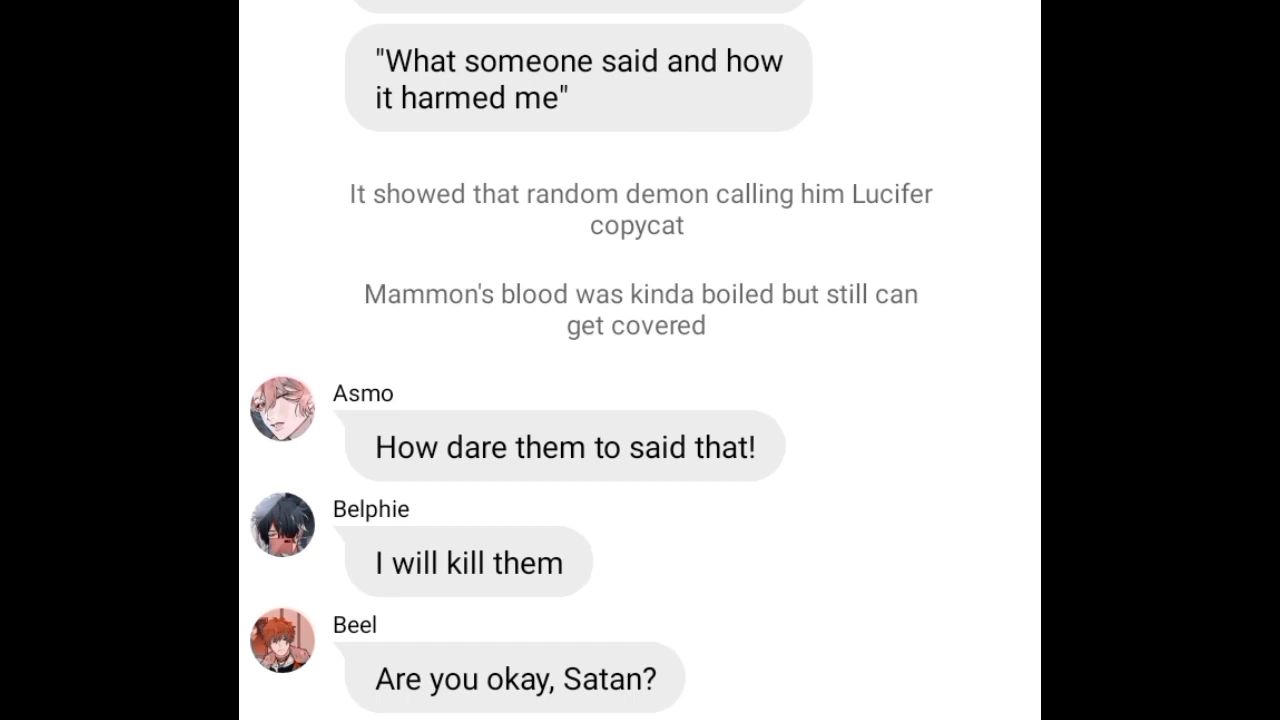 "What someone said and how
it harmed me"
It showed that random demon calling him Lucifer
copycat
Mammon's blood was kinda boiled but still can
get covered
Asmo
How dare them to said that!
Belphie
I will kill them
Beel
Are you okay, Satan?